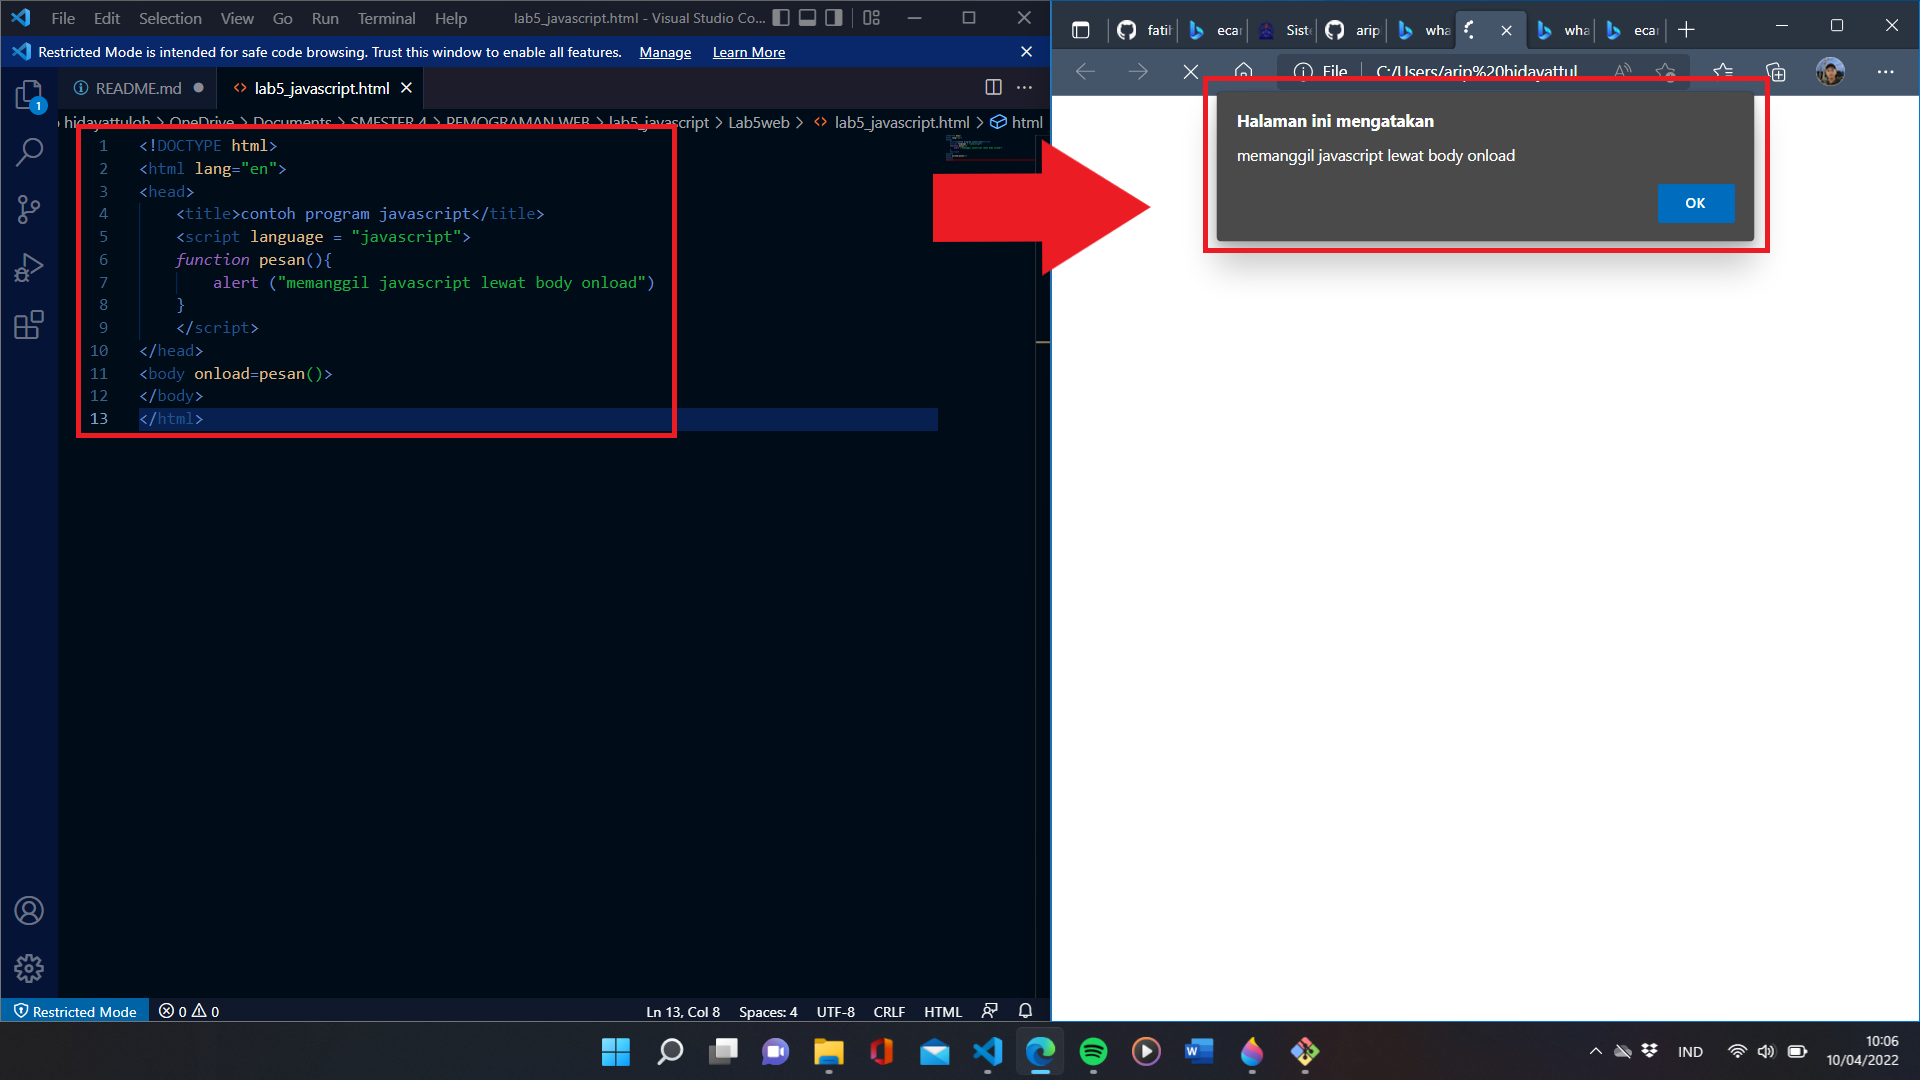 File Edit Selection View Go Run Terminal Help lab5_javascript.html - Visual Studio Co...
Restricted Mode is intended for safe code browsing. Trust this window to enable all features. Manage Learn More
1
README.md lab5_javascript.html
hidayattuloh > OneDrive > Documents > SMESTER 4 > PEMOGRAMAN WEB > lab5_javascript > Lab5web > lab5_javascript.html > html
1 <!DOCTYPE html>
2 <html lang="en">
3 <head>
4 <title>contoh program javascript</title>
5 <script language = "javascript">
6 function pesan(){
7 alert ("memanggil javascript lewat body onload")
8 }
9 </script>
10 </head>
11 <body onload=pesan()>
12 </body>
13 </html>
Restricted Mode 0 0 Ln 13, Col 8 Spaces: 4 UTF-8 CRLF HTML
fatih ecar Siste arip wha wha ecar
File C:/Users/arip%20hidayattul...
Halaman ini mengatakan
memanggil javascript lewat body onload
OK
IND 10:06
10/04/2022